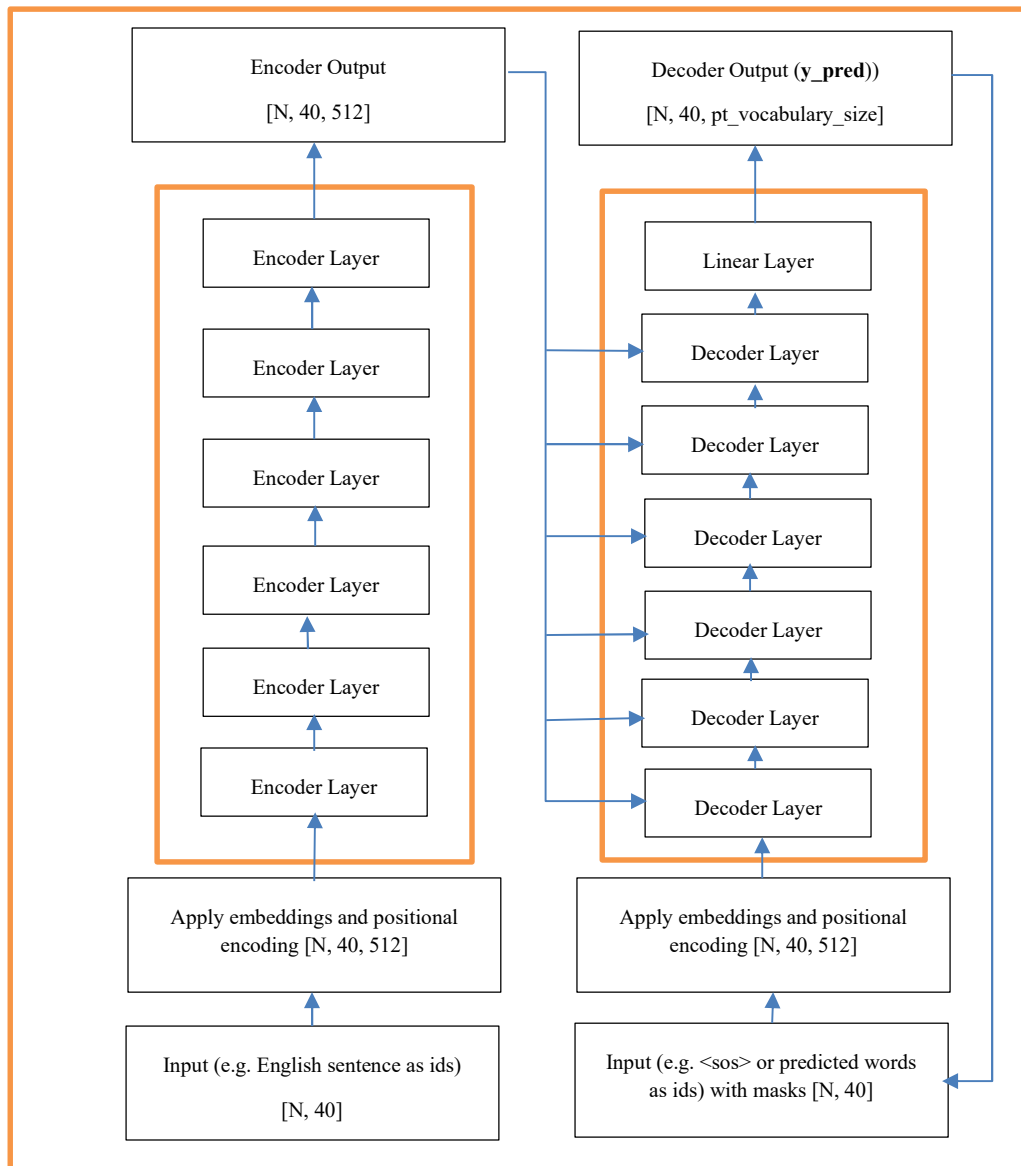 Encoder Output
[N, 40, 512]
Encoder Layer
Encoder Layer
Encoder Layer
Encoder Layer
Encoder Layer
Encoder Layer
Apply embeddings and positional
encoding [N, 40, 512]
Input (e.g. English sentence as ids)
[N, 40]
Decoder Output (y_pred))
[N, 40, pt_vocabulary_size]
Linear Layer
Decoder Layer
Decoder Layer
Decoder Layer
Decoder Layer
Decoder Layer
Decoder Layer
Apply embeddings and positional
encoding [N, 40, 512]
Input (e.g. <sos> or predicted words
as ids) with masks [N, 40]